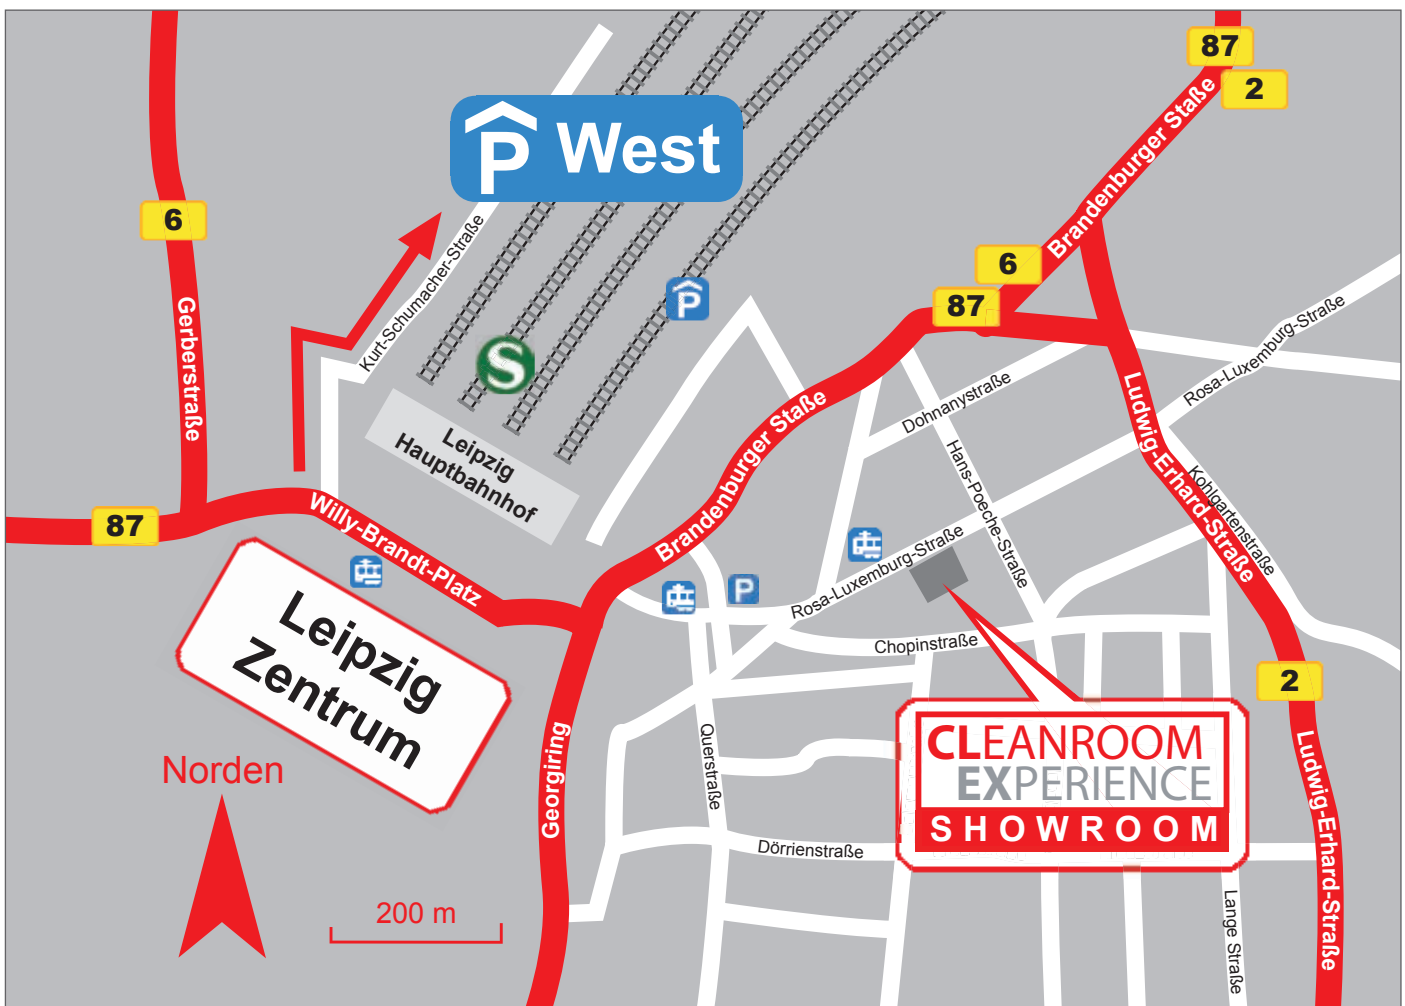 87
2
Brandenburger Staße
P West
6
Kurt-Schumacher-Straße
6
87
P
Gerberstraße
S
Rosa-Luxemburg-Straße
Dohnanystraße
Ludwig-Erhard-Straße
Brandenburger Staße
Leipzig
Hauptbahnhof
Hans-Poeche-Straße
Kohlgartenstraße
87
Willy-Brandt-Platz
Rosa-Luxemburg-Straße
P
Leipzig
Zentrum
Chopinstraße
2
Georgiring
Querstraße
CLEANROOM
EXPERIENCE
SHOWROOM
Norden
Ludwig-Erhard-Straße
Dörrienstraße
200 m
Lange Straße